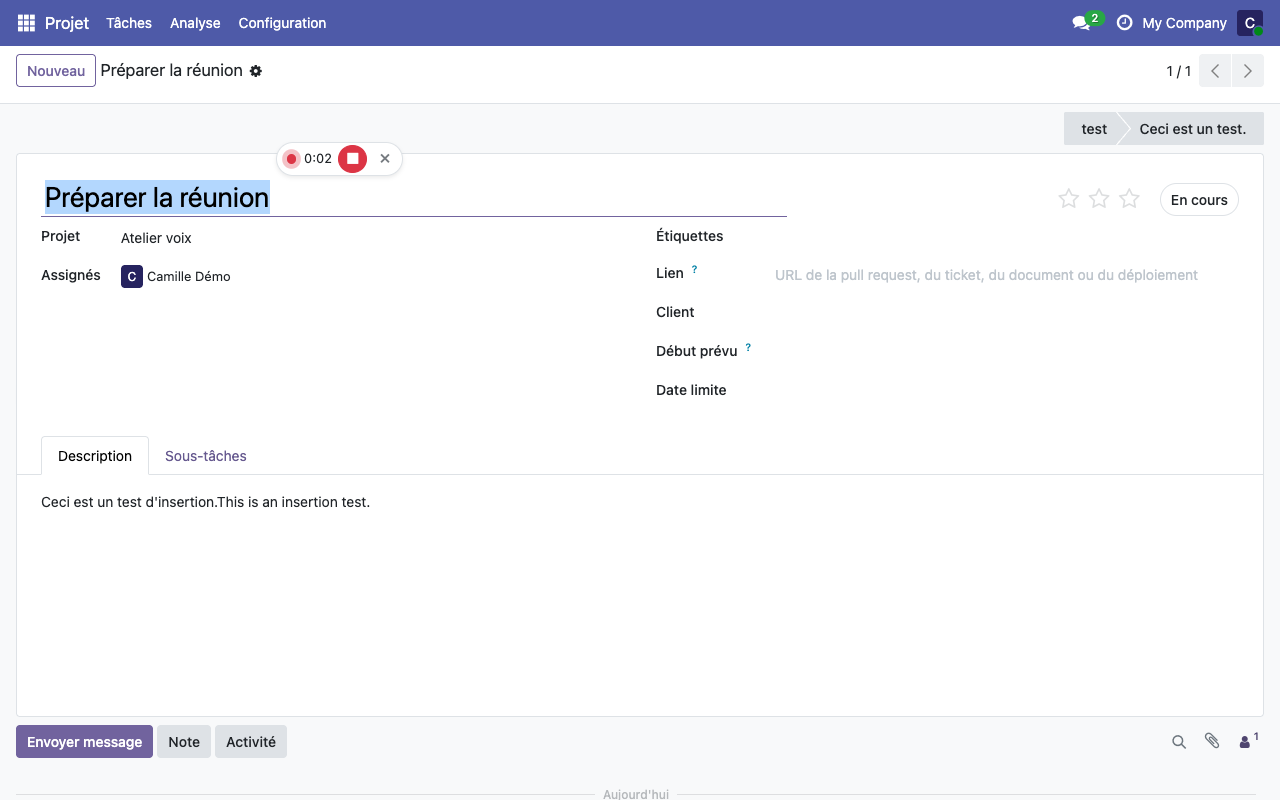 Projet Tâches Analyse Configuration 2 My Company C
Nouveau Préparer la réunion 1 / 1
test Ceci est un test.
0:02
Préparer la réunion En cours
Projet Atelier voix
Assignés C Camille Démo
Étiquettes
Lien ? URL de la pull request, du ticket, du document ou du déploiement
Client
Début prévu ?
Date limite
Description Sous-tâches
Ceci est un test d'insertion.This is an insertion test.
Envoyer message Note Activité 1
Aujourd'hui